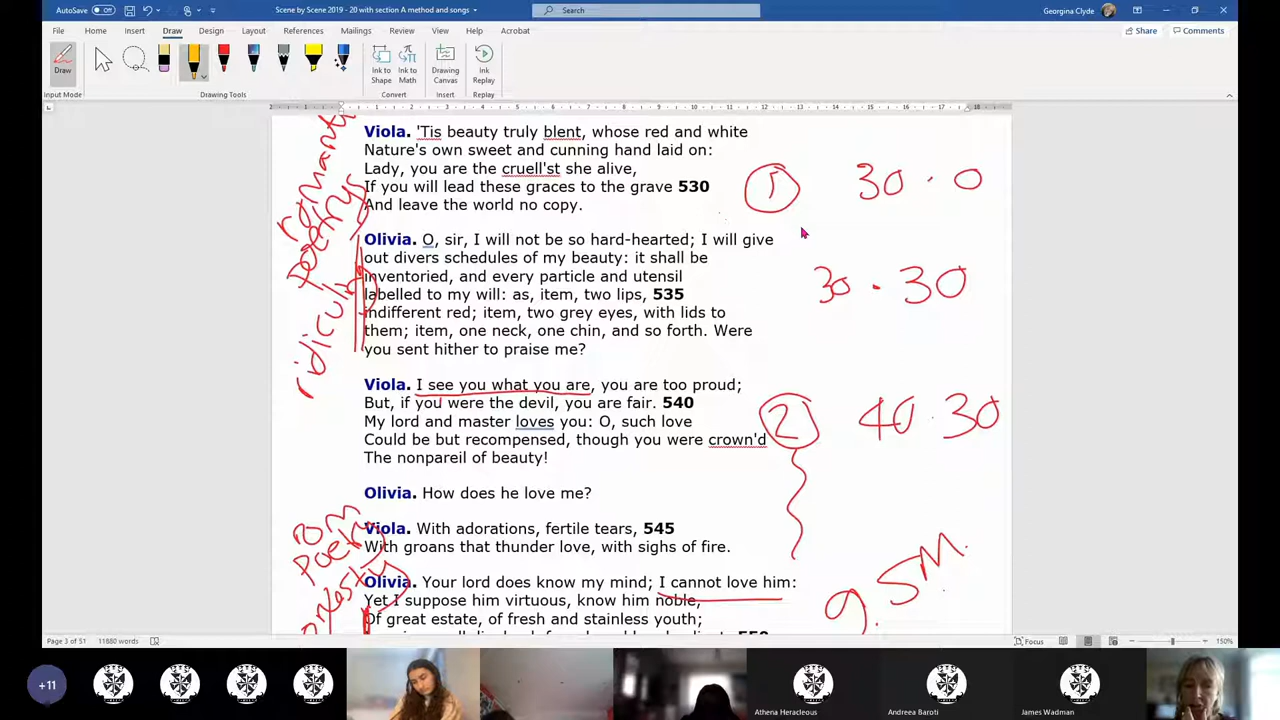 AutoSave Off
Scene by Scene 2019 - 20 with section A method and songs
Search
Georgina Clyde
File Home Insert Draw Design Layout References Mailings Review View Help Acrobat
Share Comments
Draw
Ink to Shape
Ink to Math
Drawing Canvas
Ink Replay
Input Mode Drawing Tools Convert Insert Replay
Viola. 'Tis beauty truly blent, whose red and white
Nature's own sweet and cunning hand laid on:
Lady, you are the cruell'st she alive,
If you will lead these graces to the grave 530
And leave the world no copy.
romantic
poetry
ridicul
1 30.0
Olivia. O, sir, I will not be so hard-hearted; I will give
out divers schedules of my beauty: it shall be
inventoried, and every particle and utensil
labelled to my will: as, item, two lips, 535
indifferent red; item, two grey eyes, with lids to
them; item, one neck, one chin, and so forth. Were
you sent hither to praise me?
30.30
Viola. I see you what you are, you are too proud;
But, if you were the devil, you are fair. 540
My lord and master loves you: O, such love
Could be but recompensed, though you were crown'd
The nonpareil of beauty!
2 40.30
Olivia. How does he love me?
Viola. With adorations, fertile tears, 545
With groans that thunder love, with sighs of fire.
rom
Poetry
Olivia. Your lord does know my mind; I cannot love him:
Yet I suppose him virtuous, know him noble,
Of great estate, of fresh and stainless youth;
9.5m
Page 3 of 51 11880 words
Focus
150%
+11
Athena Heracleous
Andreea Baroti
James Wadman